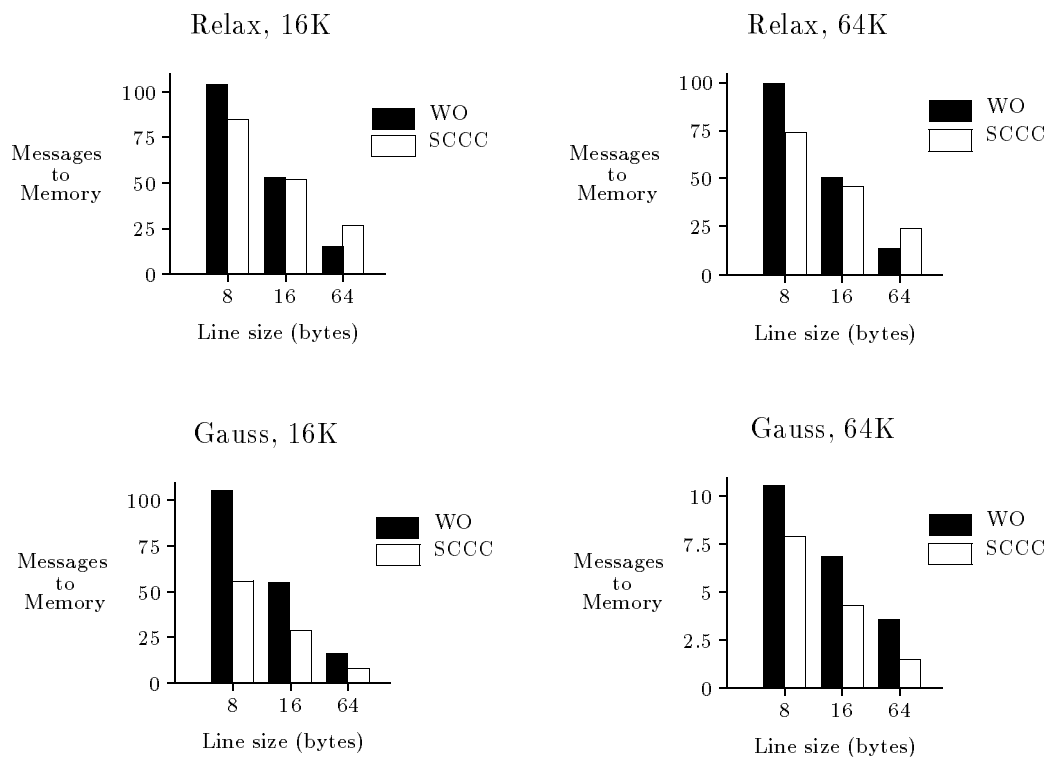 Relax, 16K
100
75
50
25
0
Messages
to
Memory
WO
SCCC
8 16 64
Line size (bytes)
Relax, 64K
100
75
50
25
0
Messages
to
Memory
WO
SCCC
8 16 64
Line size (bytes)
Gauss, 16K
100
75
50
25
0
Messages
to
Memory
WO
SCCC
8 16 64
Line size (bytes)
Gauss, 64K
10
7.5
5
2.5
0
Messages
to
Memory
WO
SCCC
8 16 64
Line size (bytes)